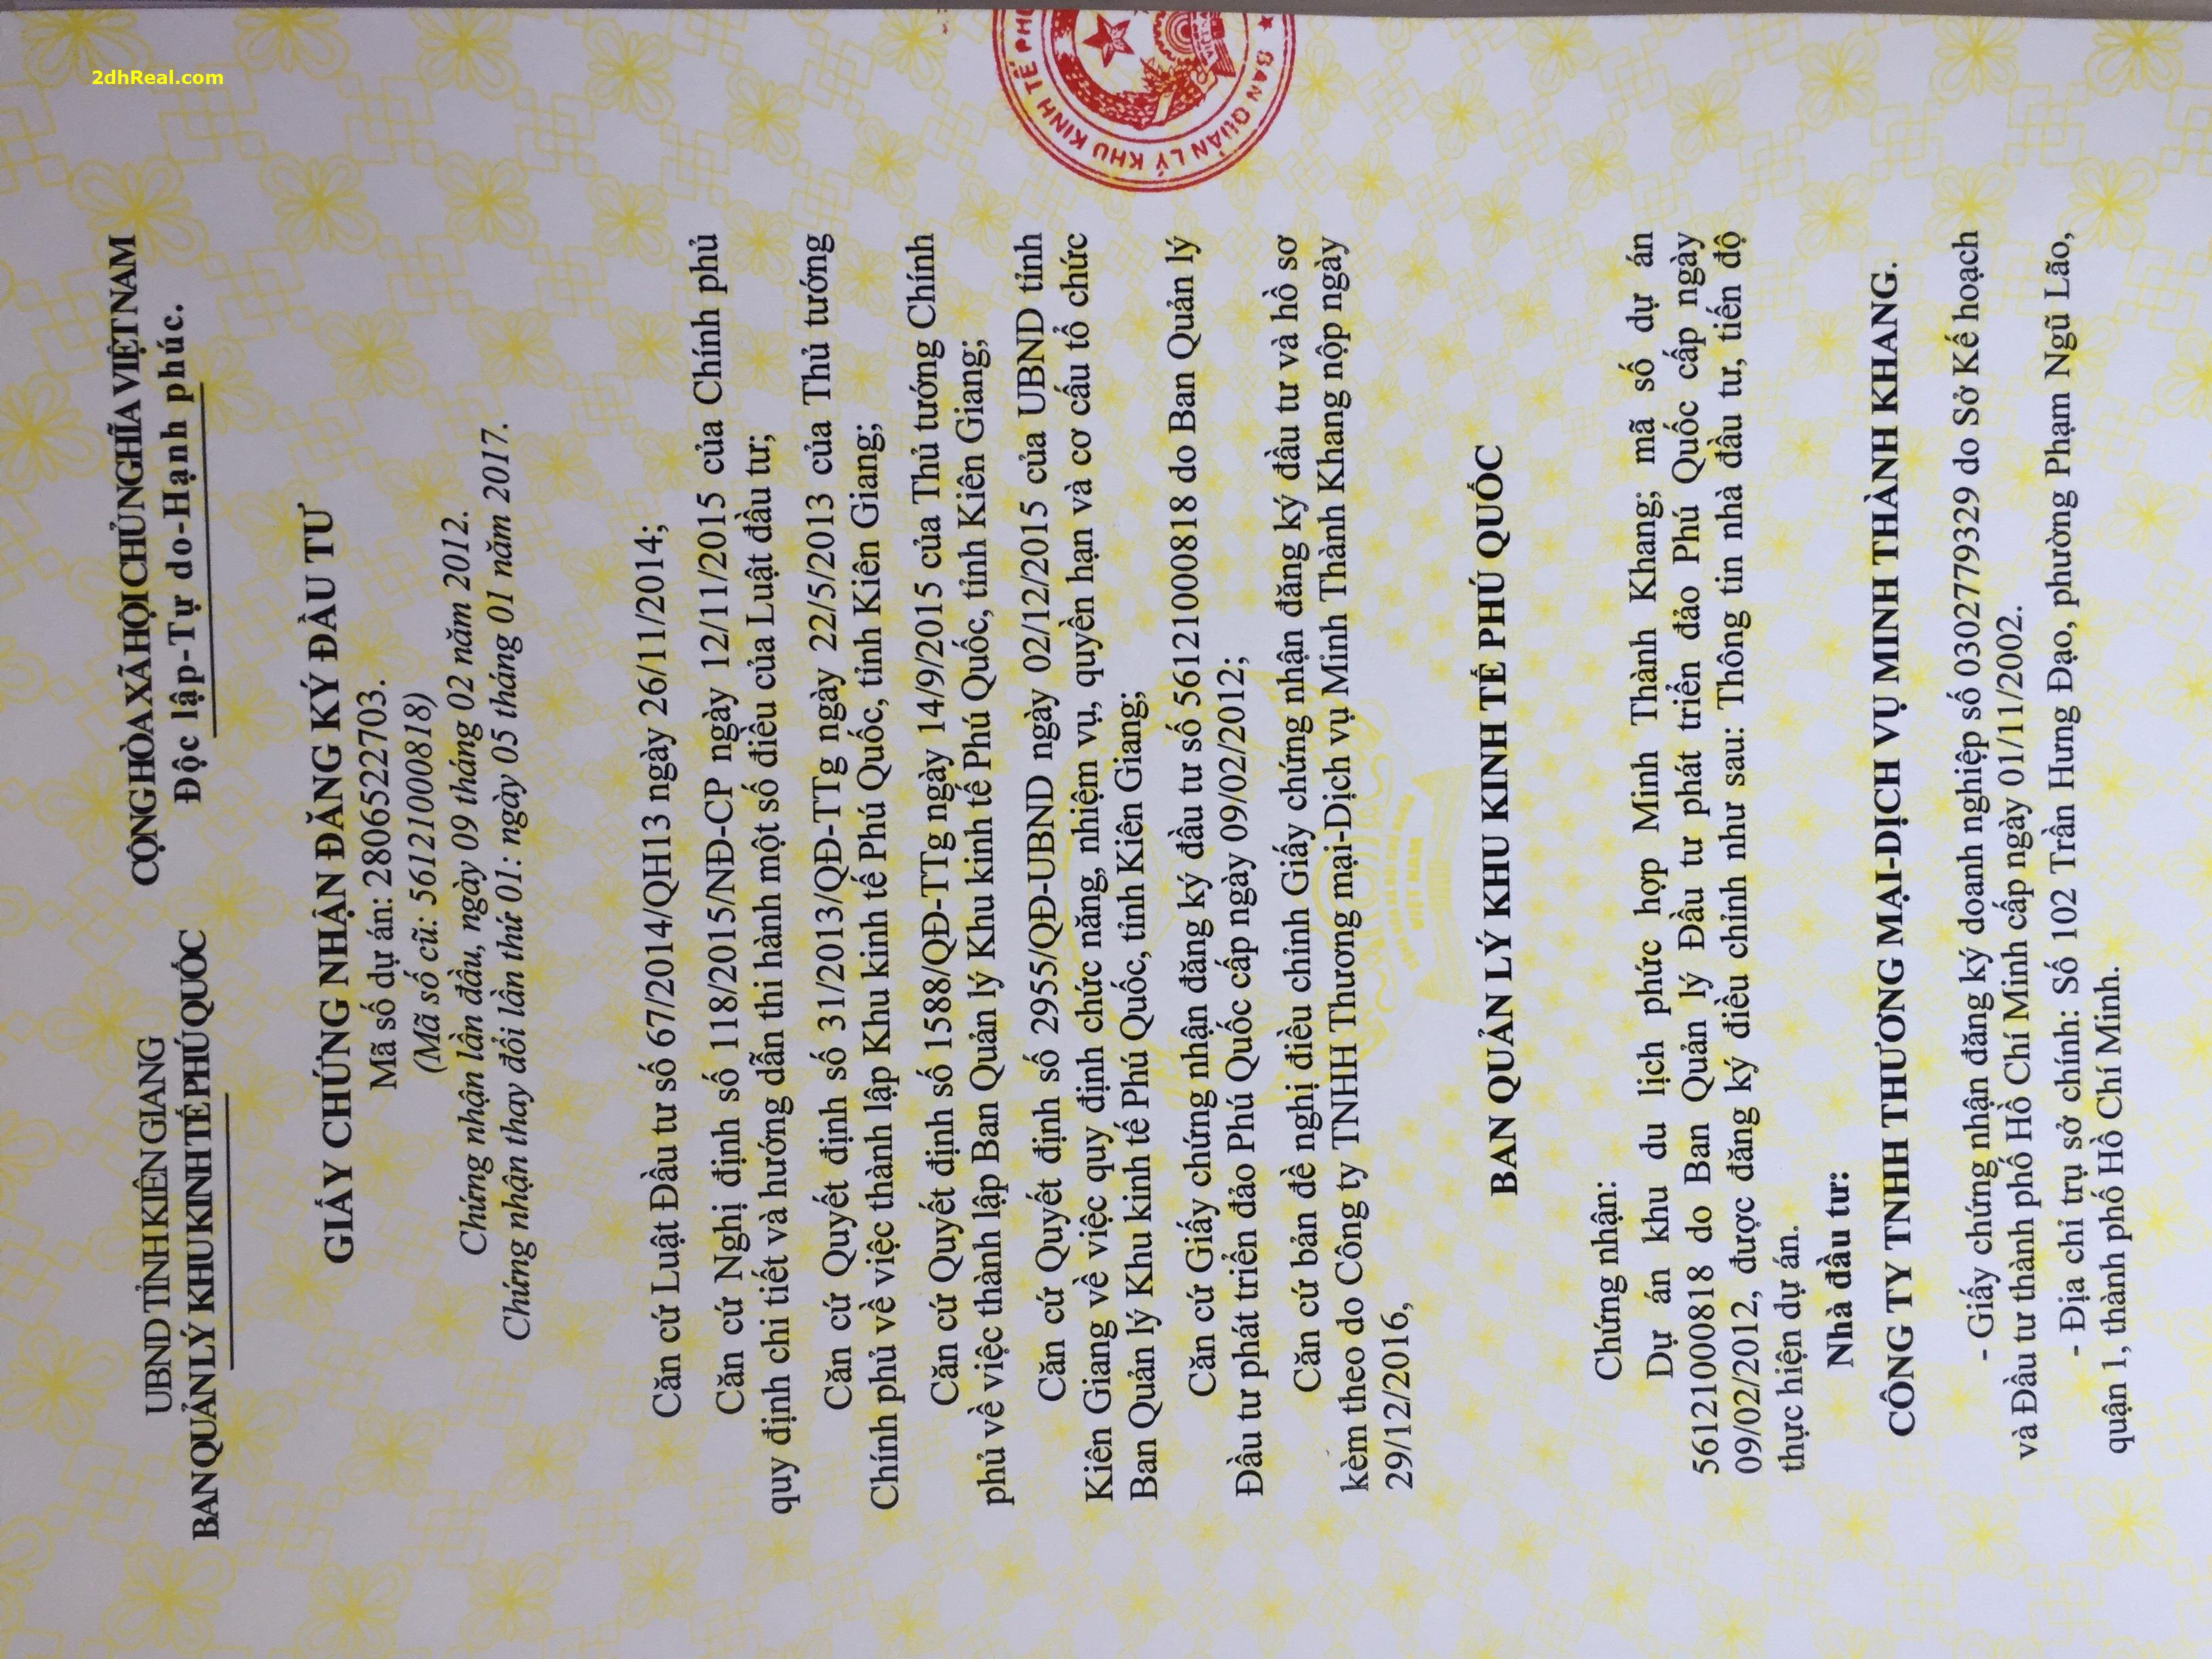 2dhReal.com
UBND TỈNH KIÊN GIANG
BAN QUẢN LÝ KHU KINH TẾ PHÚ QUỐC
CỘNG HÒA XÃ HỘI CHỦ NGHĨA VIỆT NAM
Độc lập-Tự do-Hạnh phúc.
GIẤY CHỨNG NHẬN ĐĂNG KÝ ĐẦU TƯ
Mã số dự án: 2806522703.
(Mã số cũ: 56121000818)
Chứng nhận lần đầu, ngày 09 tháng 02 năm 2012.
Chứng nhận thay đổi lần thứ 01: ngày 05 tháng 01 năm 2017.
Căn cứ Luật Đầu tư số 67/2014/QH13 ngày 26/11/2014;
Căn cứ Nghị định số 118/2015/NĐ-CP ngày 12/11/2015 của Chính phủ
quy định chi tiết và hướng dẫn thi hành một số điều của Luật đầu tư;
Căn cứ Quyết định số 31/2013/QĐ-TTg ngày 22/5/2013 của Thủ tướng
Chính phủ về việc thành lập Khu kinh tế Phú Quốc, tỉnh Kiên Giang;
Căn cứ Quyết định số 1588/QĐ-TTg ngày 14/9/2015 của Thủ tướng Chính
phủ về việc thành lập Ban Quản lý Khu kinh tế Phú Quốc, tỉnh Kiên Giang;
Căn cứ Quyết định số 2955/QĐ-UBND ngày 02/12/2015 của UBND tỉnh
Kiên Giang về việc quy định chức năng, nhiệm vụ, quyền hạn và cơ cấu tổ chức
Ban Quản lý Khu kinh tế Phú Quốc, tỉnh Kiên Giang;
Căn cứ Giấy chứng nhận đăng ký đầu tư số 56121000818 do Ban Quản lý
Đầu tư phát triển đảo Phú Quốc cấp ngày 09/02/2012;
Căn cứ bản đề nghị điều chỉnh Giấy chứng nhận đăng ký đầu tư và hồ sơ
kèm theo do Công ty TNHH Thương mại-Dịch vụ Minh Thành Khang nộp ngày
29/12/2016,
BAN QUẢN LÝ KHU KINH TẾ PHÚ QUỐC
Chứng nhận:
Dự án khu du lịch phức hợp Minh Thành Khang; mã số dự án
56121000818 do Ban Quản lý Đầu tư phát triển đảo Phú Quốc cấp ngày
09/02/2012, được đăng ký điều chỉnh như sau: Thông tin nhà đầu tư, tiến độ
thực hiện dự án.
Nhà đầu tư:
CÔNG TY TNHH THƯƠNG MẠI-DỊCH VỤ MINH THÀNH KHANG.
- Giấy chứng nhận đăng ký doanh nghiệp số 0302779329 do Sở Kế hoạch
và Đầu tư thành phố Hồ Chí Minh cấp ngày 01/11/2002.
- Địa chỉ trụ sở chính: Số 102 Trần Hưng Đạo, phường Phạm Ngũ Lão,
quận 1, thành phố Hồ Chí Minh.
BAN QUẢN LÝ KHU KINH TẾ